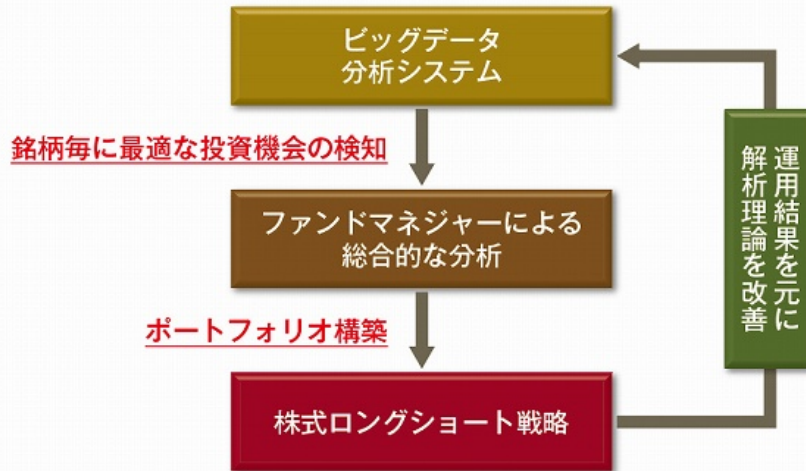 ビッグデータ
分析システム
銘柄毎に最適な投資機会の検知
ファンドマネジャーによる
総合的な分析
ポートフォリオ構築
株式ロングショート戦略
運用結果を元に
解析理論を改善